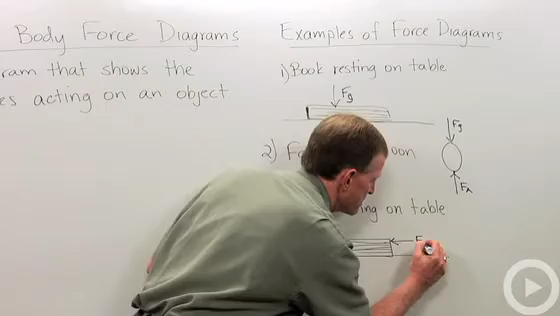 Body Force Diagrams
ram that shows the
es acting on an object
Examples of Force Diagrams
1) Book resting on table
Fg
2) F oon
Fg
FA
ing on table
F